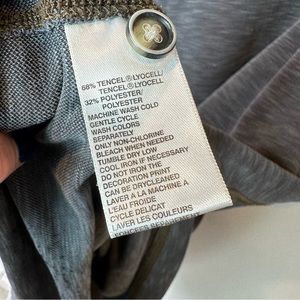 68% TENCEL®LYOCELL/
TENCEL®LYOCELL
32% POLYESTER/
POLYESTER
MACHINE WASH COLD
GENTLE CYCLE
WASH COLORS
SEPARATELY
ONLY NON-CHLORINE
BLEACH WHEN NEEDED
TUMBLE DRY LOW
COOL IRON IF NECESSARY
DO NOT IRON THE
DECORATION PRINT
CAN BE DRYCLEANED
LAVER A LA MACHINE A
L'EAU FROIDE
CYCLE DELICAT
LAVER LES COULEURS